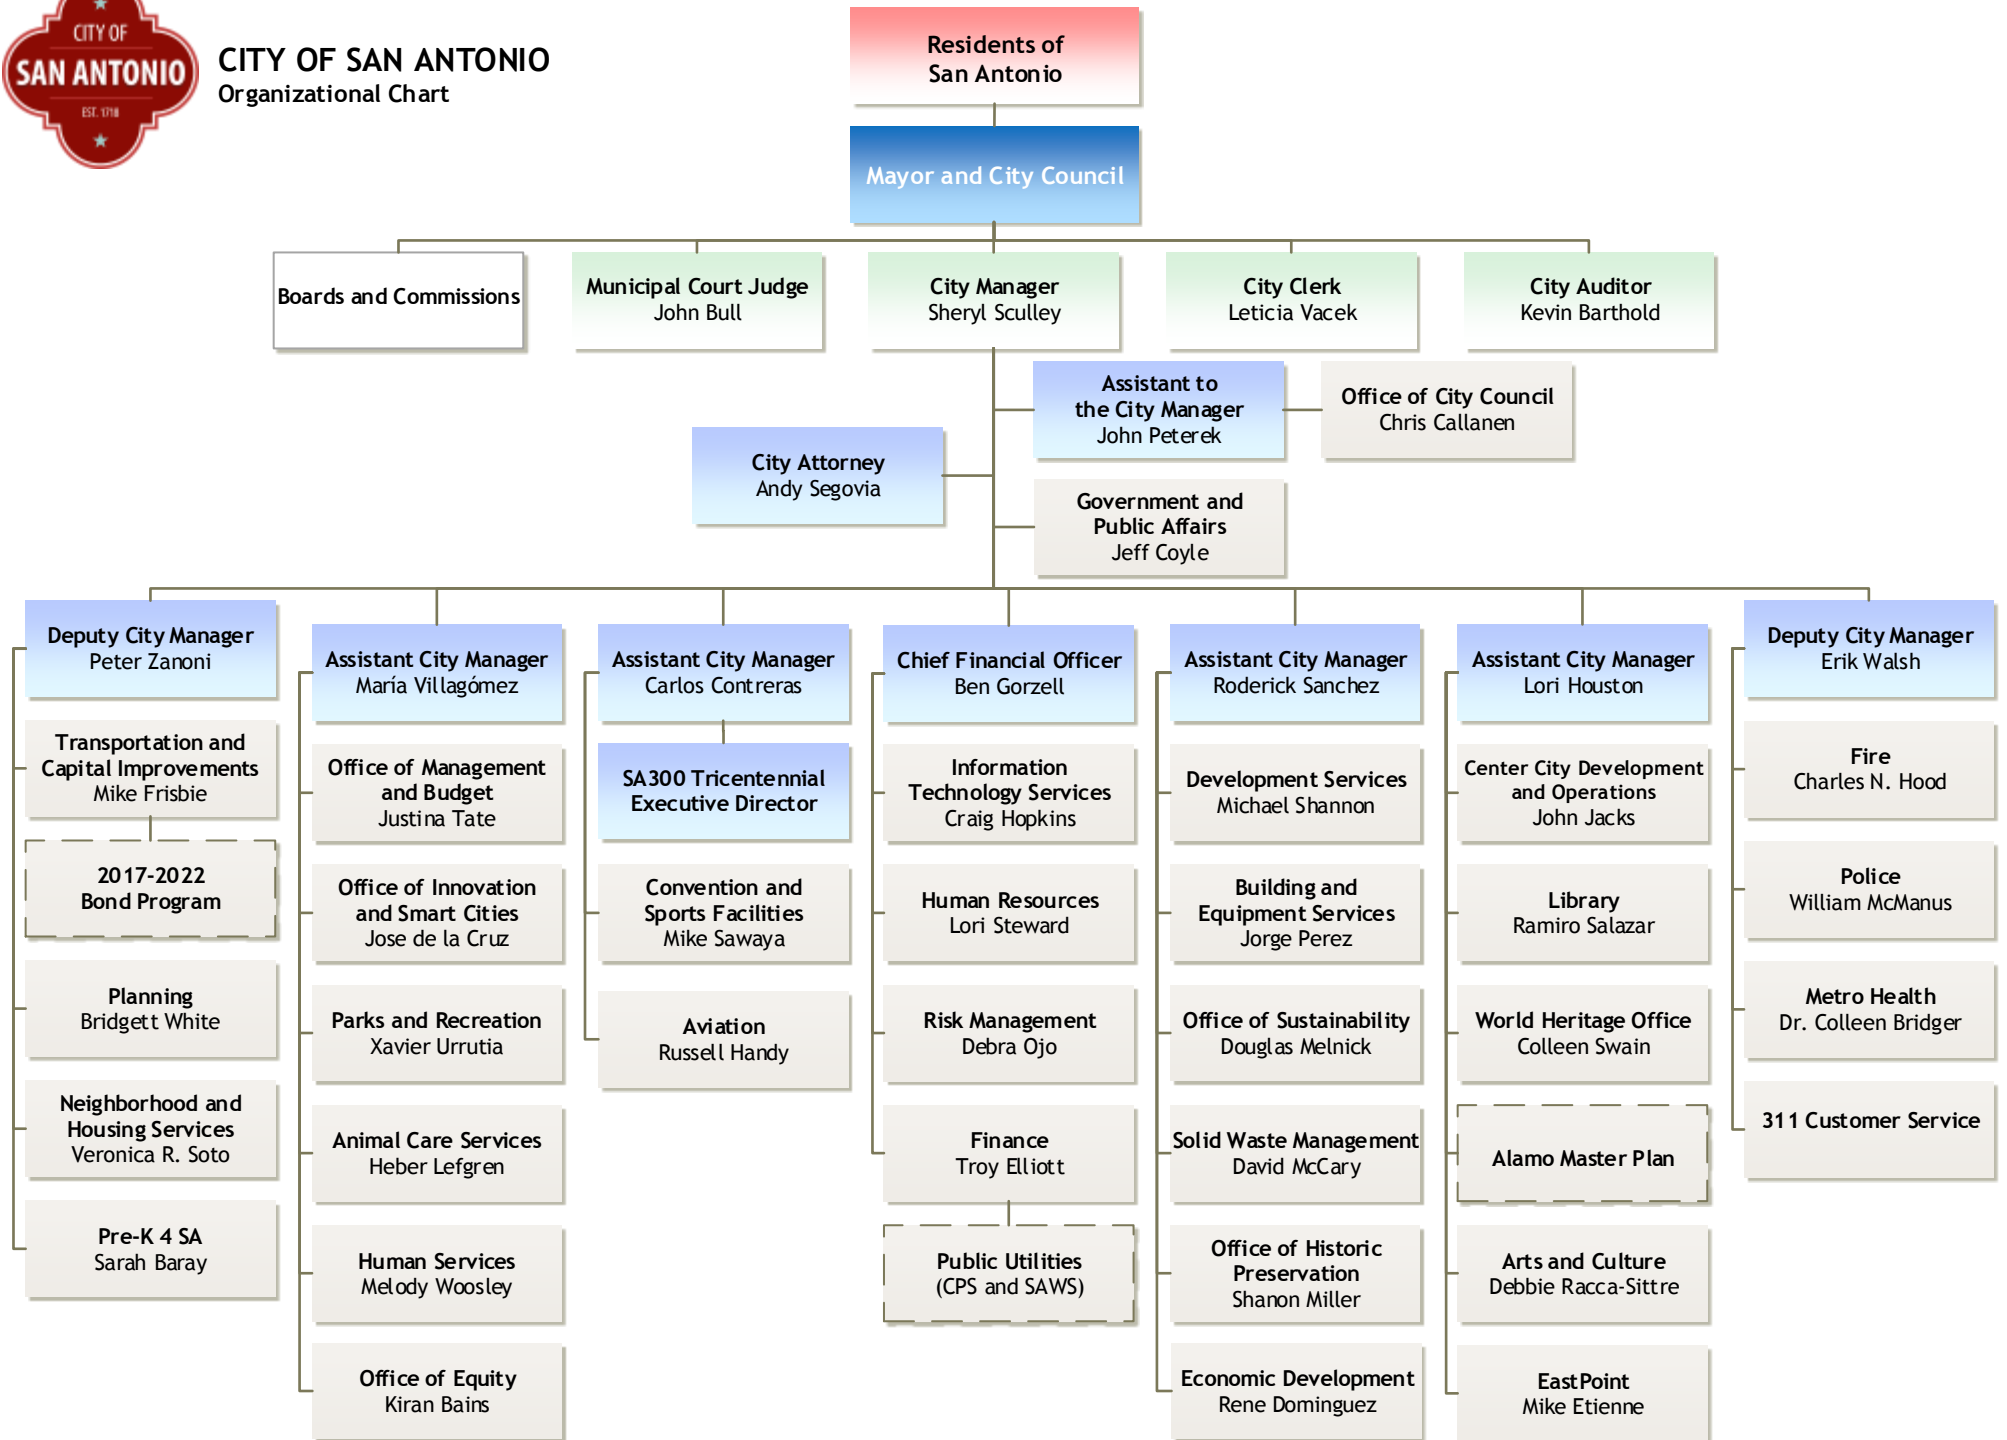 CITY OF
SAN ANTONIO
EST. 1718
CITY OF SAN ANTONIO
Organizational Chart
Residents of
San Antonio
Mayor and City Council
Boards and Commissions
Municipal Court Judge
John Bull
City Manager
Sheryl Sculley
City Clerk
Leticia Vacek
City Auditor
Kevin Barthold
Assistant to
the City Manager
John Peterek
Office of City Council
Chris Callanen
City Attorney
Andy Segovia
Government and
Public Affairs
Jeff Coyle
Deputy City Manager
Peter Zanoni
Transportation and
Capital Improvements
Mike Frisbie
2017-2022
Bond Program
Planning
Bridgett White
Neighborhood and
Housing Services
Veronica R. Soto
Pre-K 4 SA
Sarah Baray
Assistant City Manager
María Villagómez
Office of Management
and Budget
Justina Tate
Office of Innovation
and Smart Cities
Jose de la Cruz
Parks and Recreation
Xavier Urrutia
Animal Care Services
Heber Lefgren
Human Services
Melody Woosley
Office of Equity
Kiran Bains
Assistant City Manager
Carlos Contreras
SA300 Tricentennial
Executive Director
Convention and
Sports Facilities
Mike Sawaya
Aviation
Russell Handy
Chief Financial Officer
Ben Gorzell
Information
Technology Services
Craig Hopkins
Human Resources
Lori Steward
Risk Management
Debra Ojo
Finance
Troy Elliott
Public Utilities
(CPS and SAWS)
Assistant City Manager
Roderick Sanchez
Development Services
Michael Shannon
Building and
Equipment Services
Jorge Perez
Office of Sustainability
Douglas Melnick
Solid Waste Management
David McCary
Office of Historic
Preservation
Shanon Miller
Economic Development
Rene Dominguez
Assistant City Manager
Lori Houston
Center City Development
and Operations
John Jacks
Library
Ramiro Salazar
World Heritage Office
Colleen Swain
Alamo Master Plan
Arts and Culture
Debbie Racca-Sittre
EastPoint
Mike Etienne
Deputy City Manager
Erik Walsh
Fire
Charles N. Hood
Police
William McManus
Metro Health
Dr. Colleen Bridger
311 Customer Service